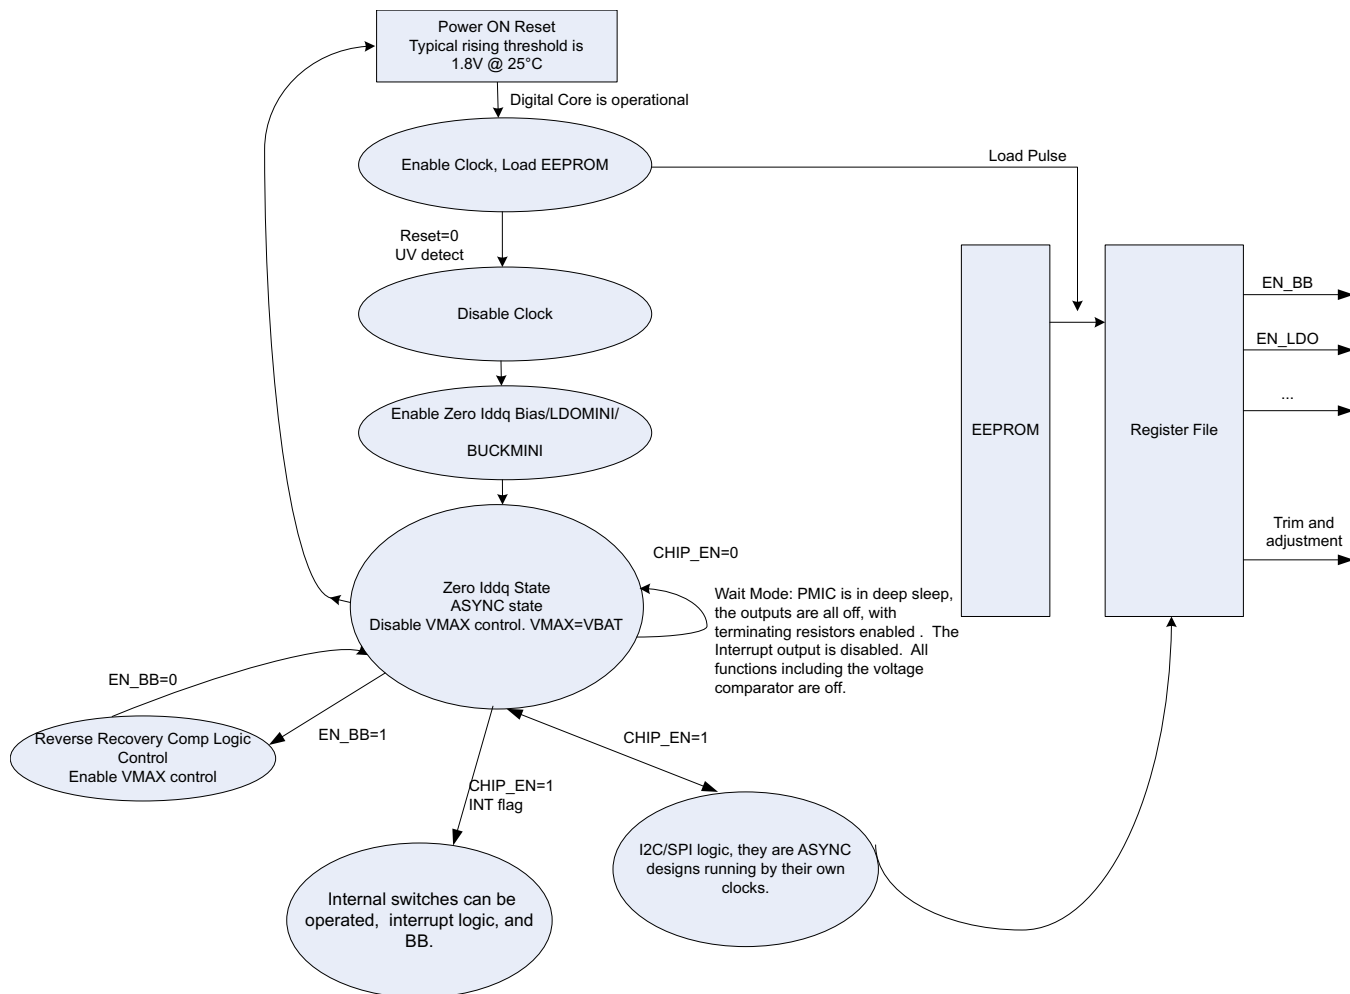 Power ON Reset
Typical rising threshold is
1.8V @ 25°C
Digital Core is operational
Enable Clock, Load EEPROM
Load Pulse
Reset=0
UV detect
Disable Clock
Enable Zero Iddq Bias/LDOMINI/
BUCKMINI
EEPROM
Register File
EN_BB
EN_LDO
...
Trim and
adjustment
CHIP_EN=0
Zero Iddq State
ASYNC state
Disable VMAX control. VMAX=VBAT
Wait Mode: PMIC is in deep sleep,
the outputs are all off, with
terminating resistors enabled .  The
Interrupt output is disabled.  All
functions including the voltage
comparator are off.
EN_BB=0
EN_BB=1
Reverse Recovery Comp Logic
Control
Enable VMAX control
CHIP_EN=1
CHIP_EN=1
INT flag
I2C/SPI logic, they are ASYNC
designs running by their own
clocks.
Internal switches can be
operated,  interrupt logic, and
BB.